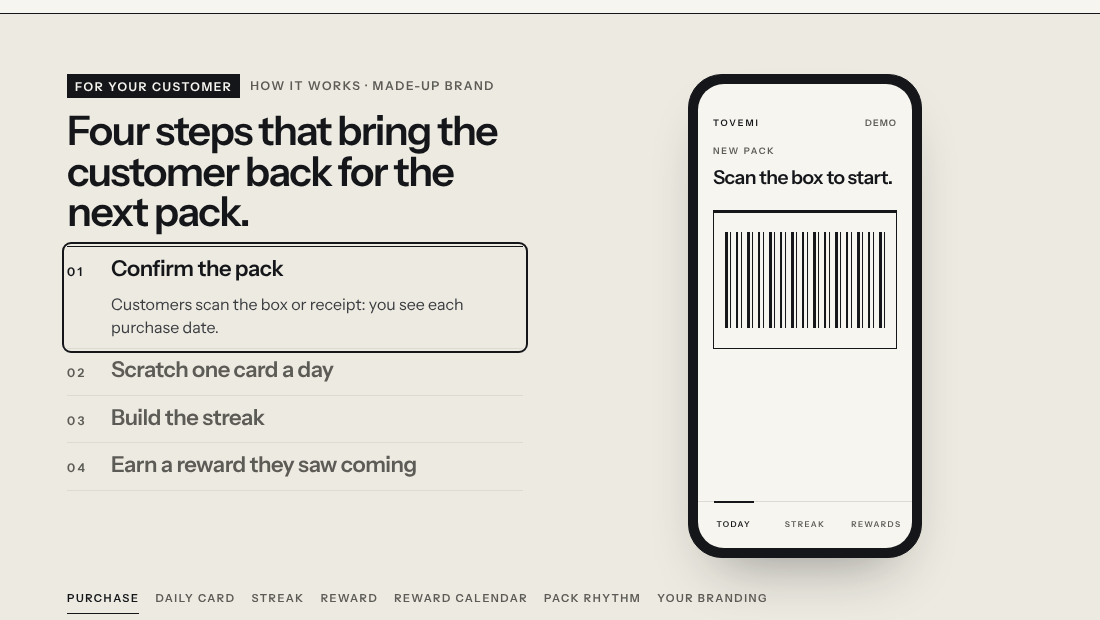 FOR YOUR CUSTOMER HOW IT WORKS · MADE-UP BRAND
Four steps that bring the
customer back for the
next pack.
01 Confirm the pack
Customers scan the box or receipt: you see each
purchase date.
02 Scratch one card a day
03 Build the streak
04 Earn a reward they saw coming
TOVEMI DEMO
NEW PACK
Scan the box to start.
TODAY STREAK REWARDS
PURCHASE DAILY CARD STREAK REWARD REWARD CALENDAR PACK RHYTHM YOUR BRANDING